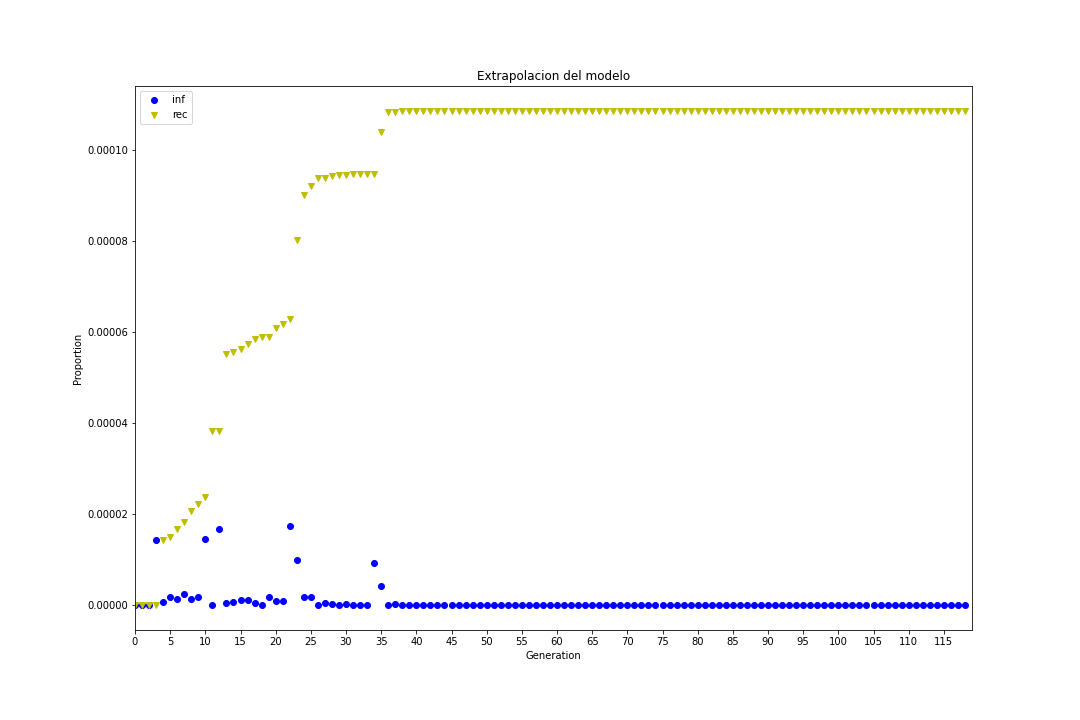 Extrapolacion del modelo
inf
rec
Proportion
0.00010
0.00008
0.00006
0.00004
0.00002
0.00000
0 5 10 15 20 25 30 35 40 45 50 55 60 65 70 75 80 85 90 95 100 105 110 115
Generation